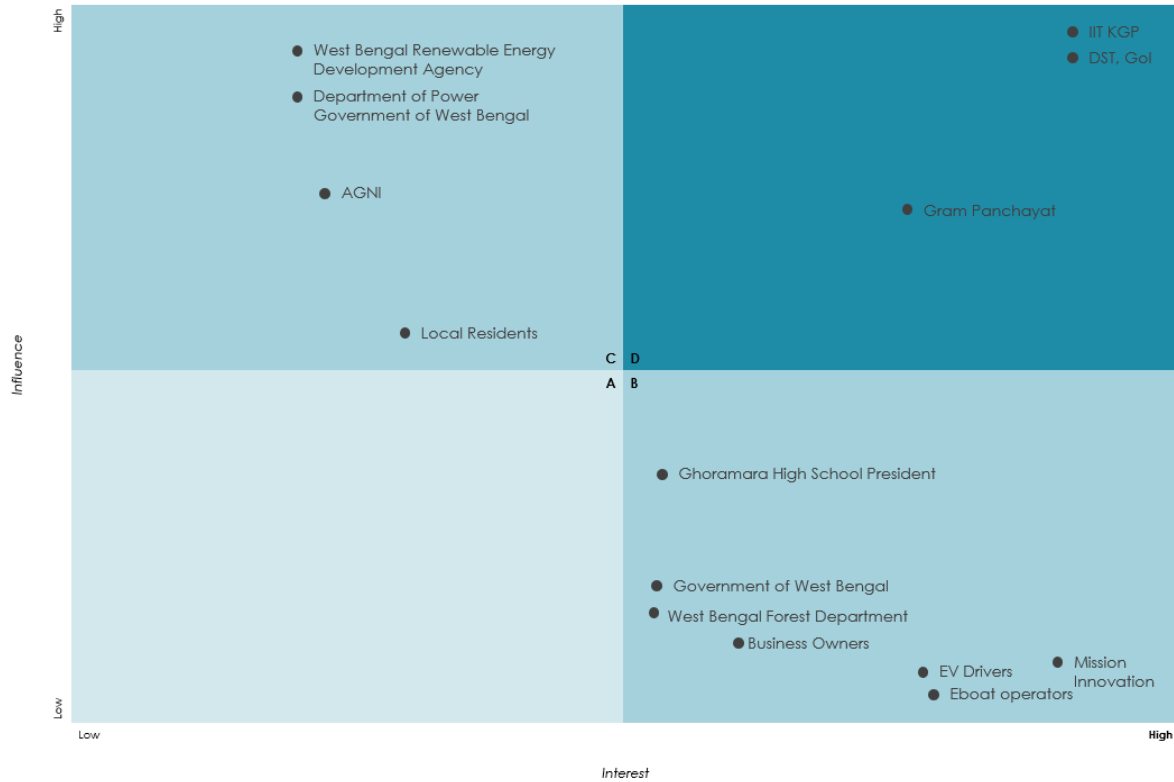 High
West Bengal Renewable Energy
Development Agency
Department of Power
Government of West Bengal
AGNI
Local Residents
IIT KGP
DST, GoI
Gram Panchayat
C
D
A
B
Influence
Ghoramara High School President
Government of West Bengal
West Bengal Forest Department
Business Owners
EV Drivers
Eboat operators
Mission
Innovation
Low
Low
High
Interest